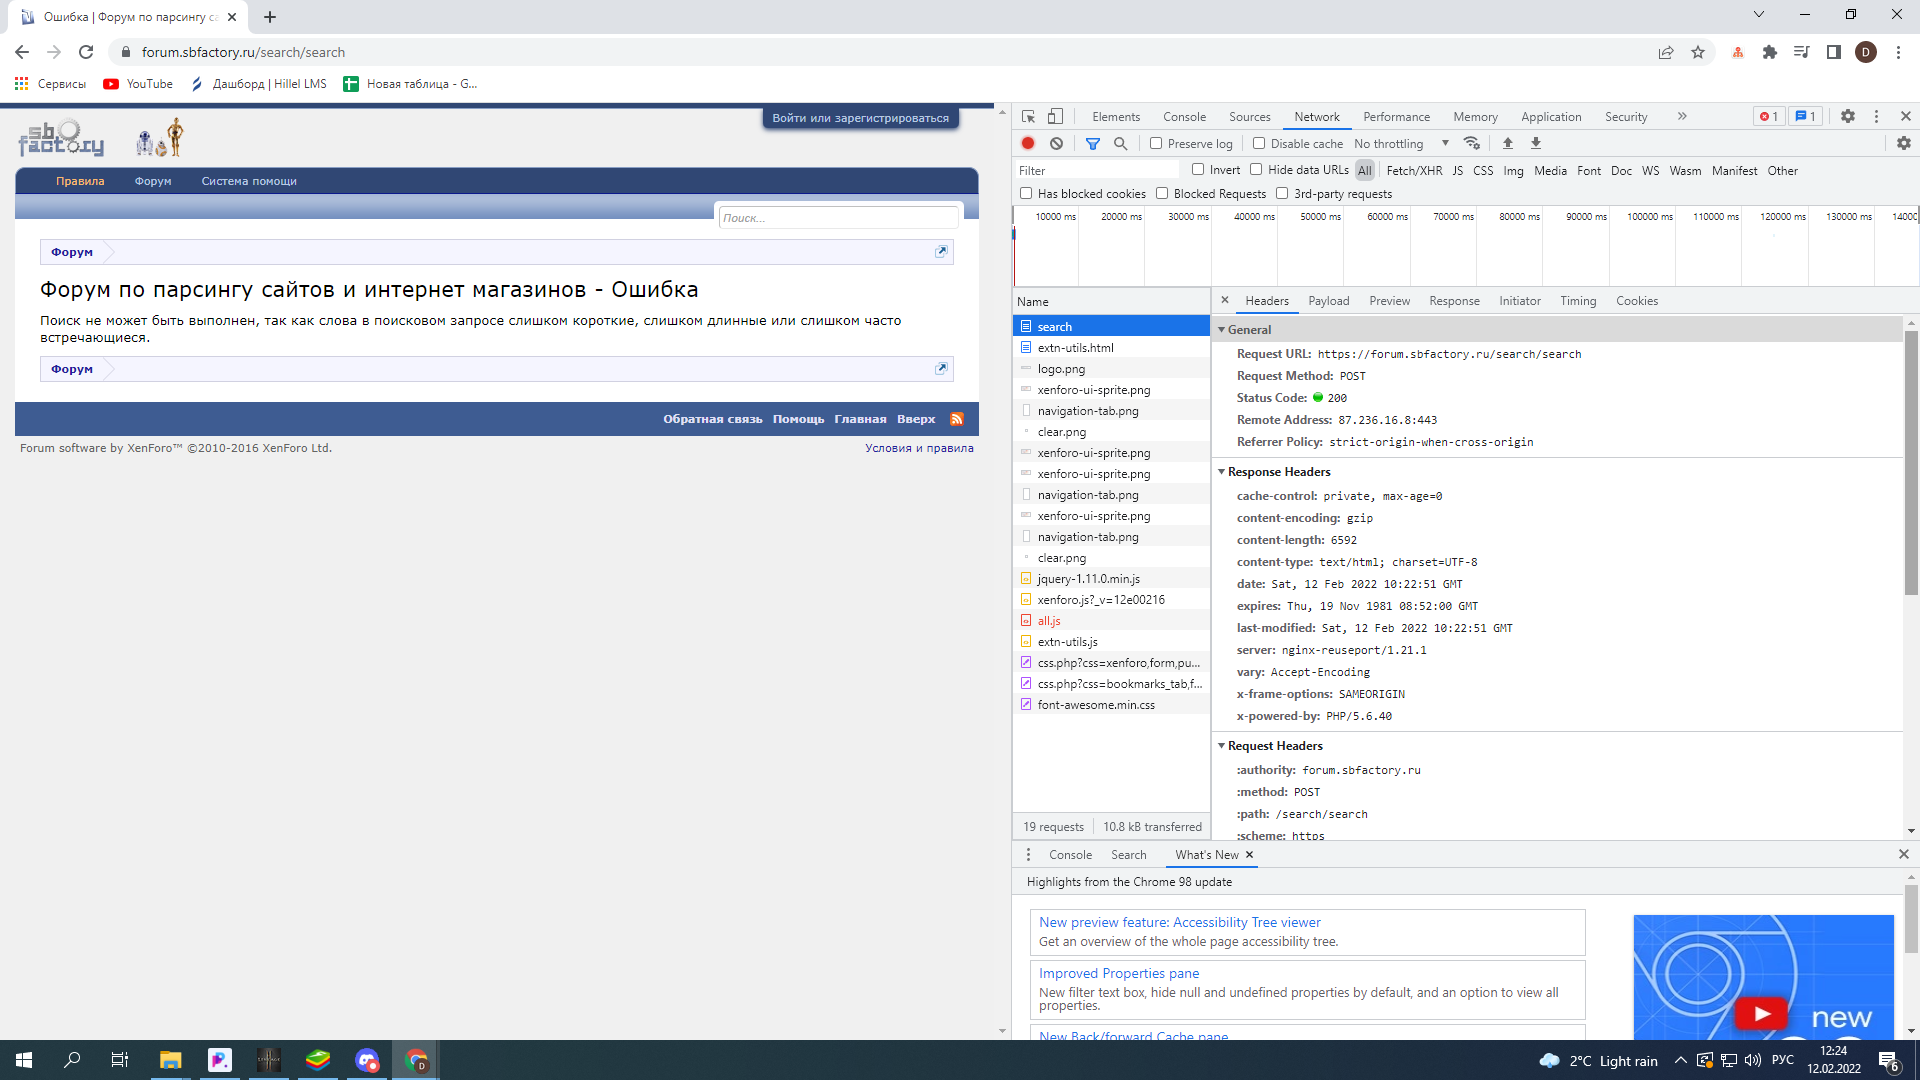 Ошибка | Форум по парсингу са
forum.sbfactory.ru/search/search
D
Сервисы
YouTube
Дашборд | Hillel LMS
Новая таблица - G...
sb factory
Войти или зарегистрироваться
Правила
Форум
Система помощи
Поиск...
Форум
Форум по парсингу сайтов и интернет магазинов - Ошибка
Поиск не может быть выполнен, так как слова в поисковом запросе слишком короткие, слишком длинные или слишком часто
встречающиеся.
Форум
Обратная связь Помощь Главная Вверх
Forum software by XenForo™ ©2010-2016 XenForo Ltd.
Условия и правила
Elements Console Sources Network Performance Memory Application Security
1
1
Preserve log
Disable cache
No throttling
Filter
Invert
Hide data URLs
All Fetch/XHR JS CSS Img Media Font Doc WS Wasm Manifest Other
Has blocked cookies
Blocked Requests
3rd-party requests
10000 ms 20000 ms 30000 ms 40000 ms 50000 ms 60000 ms 70000 ms 80000 ms 90000 ms 100000 ms 110000 ms 120000 ms 130000 ms 14000
Name
search
extn-utils.html
logo.png
xenforo-ui-sprite.png
navigation-tab.png
clear.png
xenforo-ui-sprite.png
xenforo-ui-sprite.png
navigation-tab.png
xenforo-ui-sprite.png
navigation-tab.png
clear.png
jquery-1.11.0.min.js
xenforo.js?_v=12e00216
all.js
extn-utils.js
css.php?css=xenforo,form,pu...
css.php?css=bookmarks_tab,f...
font-awesome.min.css
19 requests
10.8 kB transferred
Headers Payload Preview Response Initiator Timing Cookies
General
Request URL: https://forum.sbfactory.ru/search/search
Request Method: POST
Status Code: 200
Remote Address: 87.236.16.8:443
Referrer Policy: strict-origin-when-cross-origin
Response Headers
cache-control: private, max-age=0
content-encoding: gzip
content-length: 6592
content-type: text/html; charset=UTF-8
date: Sat, 12 Feb 2022 10:22:51 GMT
expires: Thu, 19 Nov 1981 08:52:00 GMT
last-modified: Sat, 12 Feb 2022 10:22:51 GMT
server: nginx-reuseport/1.21.1
vary: Accept-Encoding
x-frame-options: SAMEORIGIN
x-powered-by: PHP/5.6.40
Request Headers
:authority: forum.sbfactory.ru
:method: POST
:path: /search/search
:scheme: https
Console Search What's New
Highlights from the Chrome 98 update
New preview feature: Accessibility Tree viewer
Get an overview of the whole page accessibility tree.
Improved Properties pane
New filter text box, hide null and undefined properties by default, and an option to view all
properties.
New Back/forward Cache pane
new
2°C Light rain
РУС
12:24
12.02.2022
6